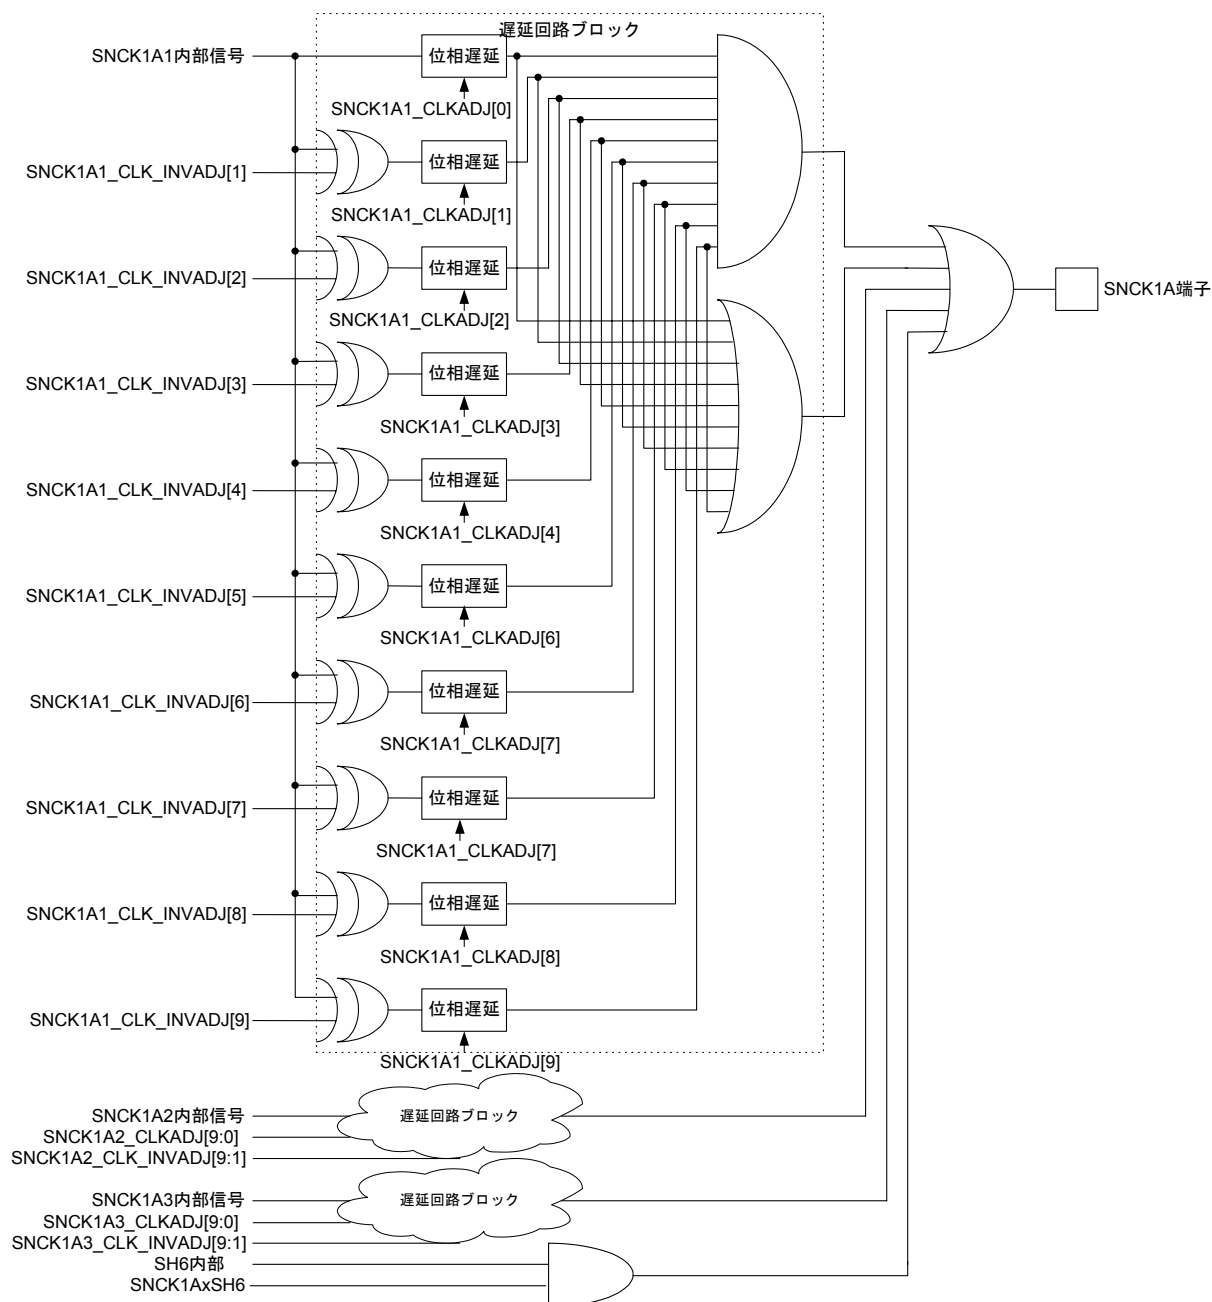 遅延回路ブロック
SNCK1A1内部信号
位相遅延
SNCK1A1_CLKADJ[0]
SNCK1A1_CLK_INVADJ[1]
位相遅延
SNCK1A1_CLKADJ[1]
SNCK1A1_CLK_INVADJ[2]
位相遅延
SNCK1A1_CLKADJ[2]
SNCK1A端子
SNCK1A1_CLK_INVADJ[3]
位相遅延
SNCK1A1_CLKADJ[3]
SNCK1A1_CLK_INVADJ[4]
位相遅延
SNCK1A1_CLKADJ[4]
SNCK1A1_CLK_INVADJ[5]
位相遅延
SNCK1A1_CLKADJ[6]
SNCK1A1_CLK_INVADJ[6]
位相遅延
SNCK1A1_CLKADJ[7]
SNCK1A1_CLK_INVADJ[7]
位相遅延
SNCK1A1_CLKADJ[7]
SNCK1A1_CLK_INVADJ[8]
位相遅延
SNCK1A1_CLKADJ[8]
SNCK1A1_CLK_INVADJ[9]
位相遅延
SNCK1A1_CLKADJ[9]
SNCK1A2内部信号
遅延回路ブロック
SNCK1A2_CLKADJ[9:0]
SNCK1A2_CLK_INVADJ[9:1]
SNCK1A3内部信号
遅延回路ブロック
SNCK1A3_CLKADJ[9:0]
SNCK1A3_CLK_INVADJ[9:1]
SH6内部
SNCK1AxSH6